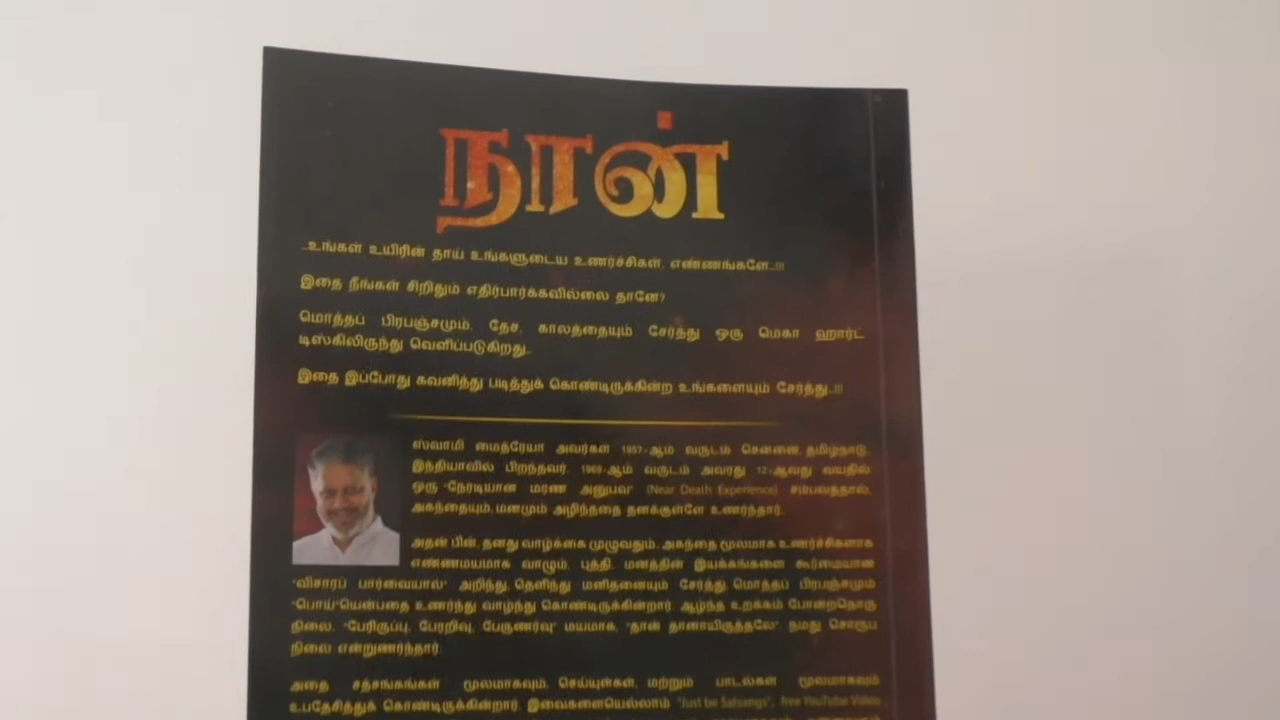 நான்
...உங்கள் உயிரின் தாய் உங்களுடைய உணர்ச்சிகள், எண்ணங்களே...!!!
இதை நீங்கள் சிறிதும் எதிர்பார்க்கவில்லை தானே?
மொத்தப் பிரபஞ்சமும், தேச, காலத்தையும் சேர்த்து ஒரு மெகா ஹார்ட்
டிஸ்கிலிருந்து வெளிப்படுகிறது..
இதை இப்போது கவனித்து படித்துக் கொண்டிருக்கின்ற உங்களையும் சேர்த்து...!!!
ஸ்வாமி மைத்ரேயா அவர்கள் 1957-ஆம் வருடம் சென்னை, தமிழ்நாடு,
இந்தியாவில் பிறந்தவர். 1969-ஆம் வருடம் அவரது 12-ஆவது வயதில்
ஒரு "நேரடியான மரண அனுபவ" (Near Death Experience) சம்பவத்தால்,
அகந்தையும், மனமும் அழிந்ததை தனக்குள்ளே உணர்ந்தார்.
அதன் பின், தனது வாழ்க்கை முழுவதும், அகந்தை மூலமாக உணர்ச்சிகளாக
எண்ணமயமாக வாழும், புத்தி, மனத்தின் இயக்கங்களை கூர்மையான
"விசாரப் பார்வையால்" அறிந்து, தெளிந்து மனிதனையும் சேர்த்து, மொத்தப் பிரபஞ்சமும்
"பொய்"யென்பதை உணர்ந்து வாழ்ந்து கொண்டிருக்கின்றார். ஆழ்ந்த உறக்கம் போன்றதொரு
நிலை, "பேரிருப்பு, பேரறிவு, பேருணர்வு" மயமாக, "தான் தானாயிருத்தலே" நமது சொரூப
நிலை என்றுணர்ந்தார்.
அதை சத்சங்கங்கள் மூலமாகவும், செய்யுள்கள், மற்றும் பாடல்கள் மூலமாகவும்
உபதேசித்துக் கொண்டிருக்கின்றார். இவைகளையெல்லாம் "Just be Satsangs", free YouTube Video